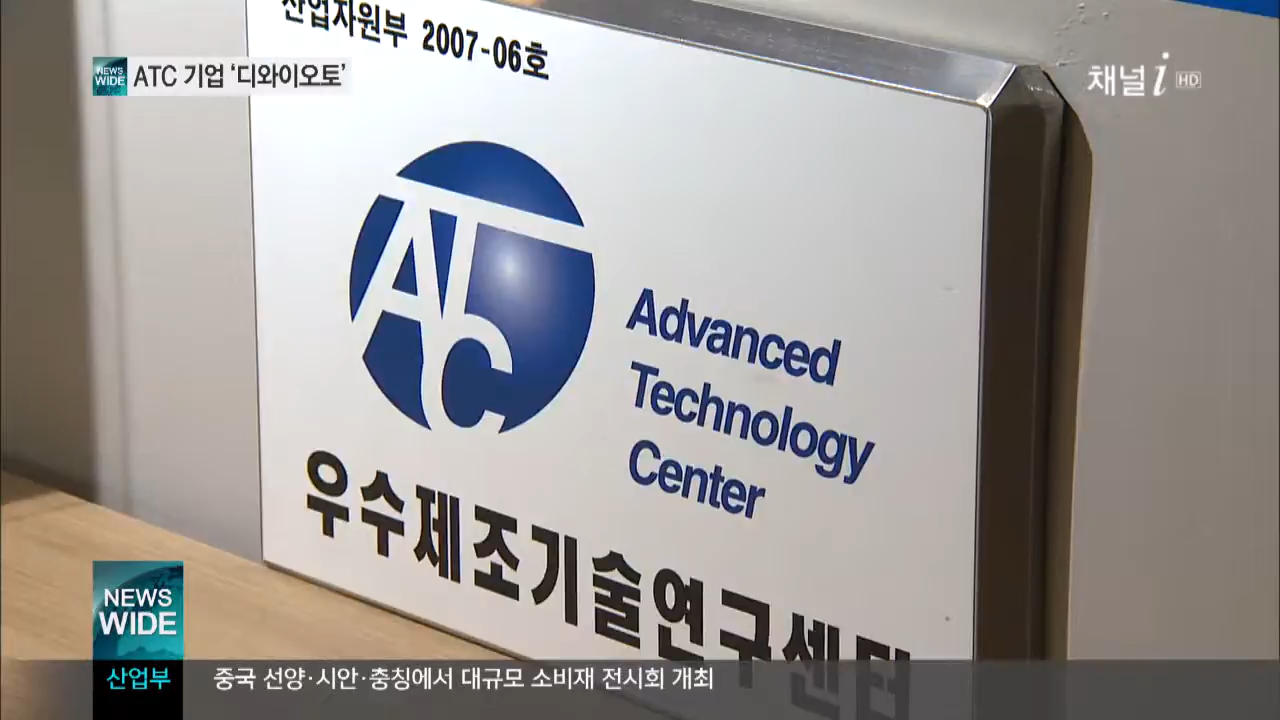 산업자원부 2007-06호
NEWS WIDE ATC 기업 ‘디와이오토’
채널i HD
ATC
Advanced
Technology
Center
우수제조기술연구센터
NEWS
WIDE
산업부 중국 선양·시안·충칭에서 대규모 소비재 전시회 개최